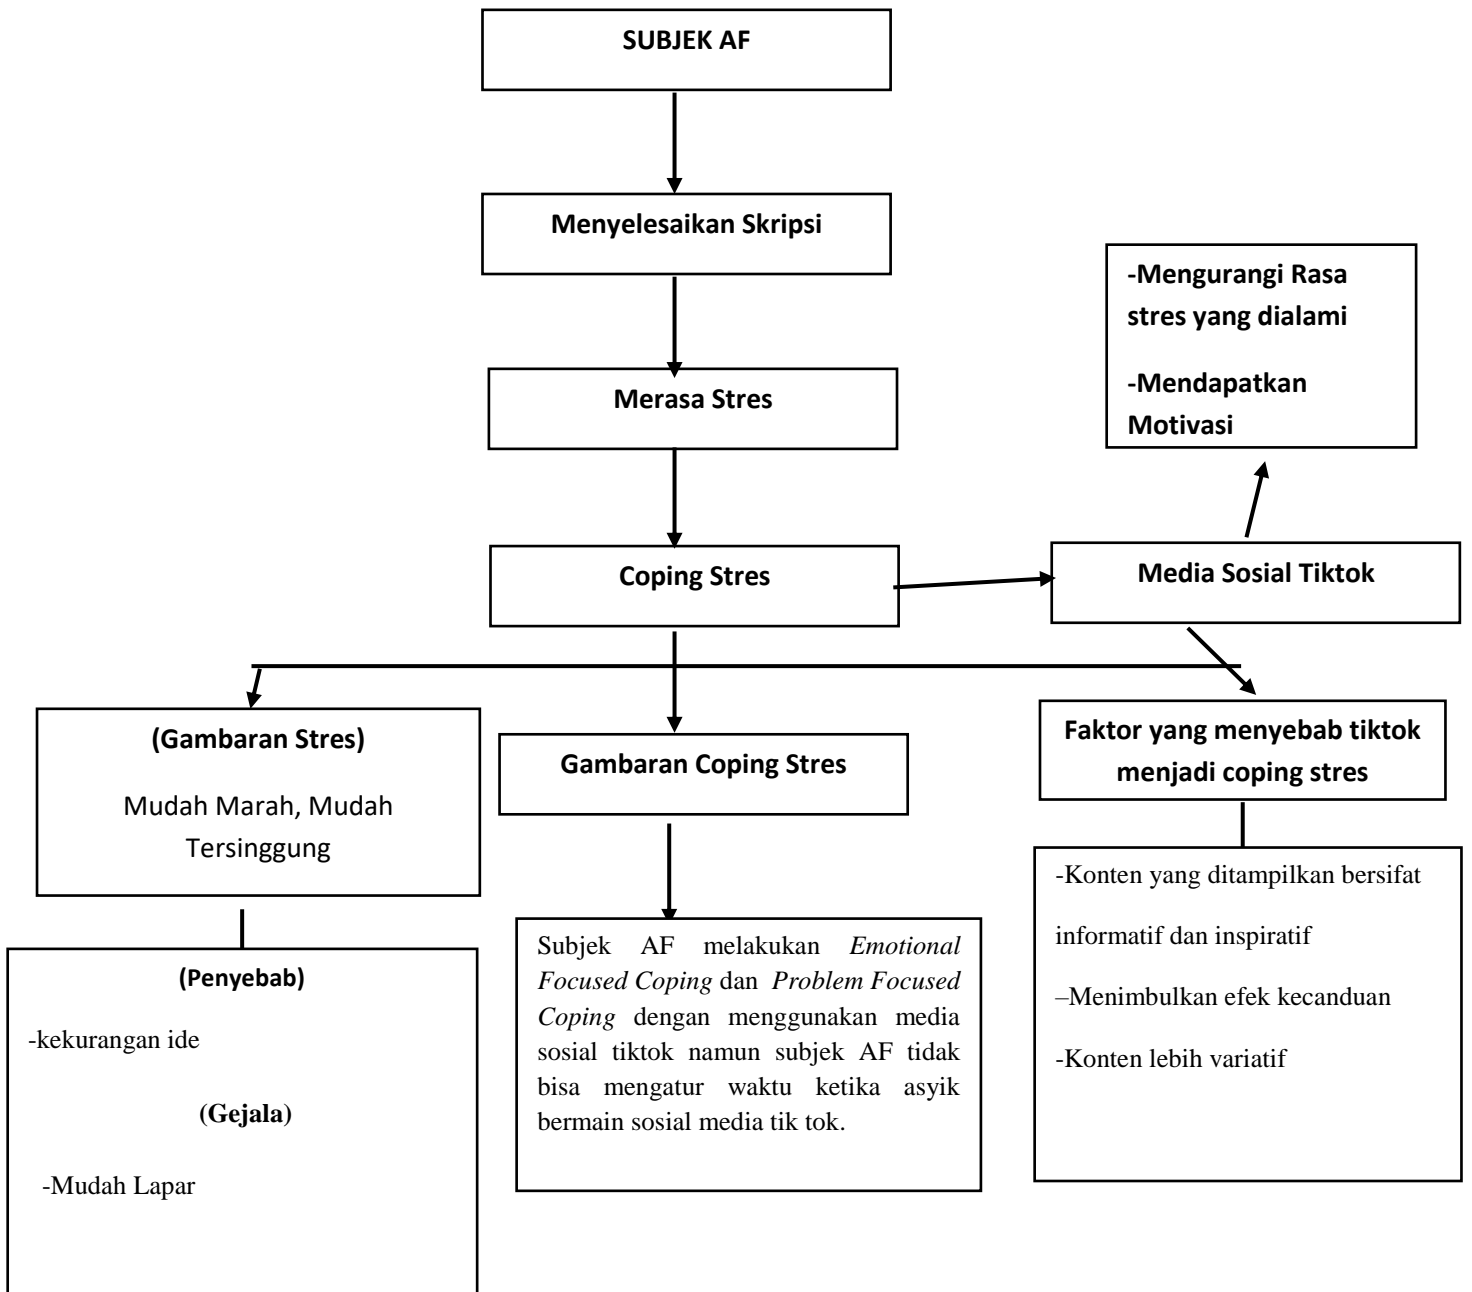 SUBJEK AF
Menyelesaikan Skripsi
-Mengurangi Rasa
stres yang dialami
-Mendapatkan
Motivasi
Merasa Stres
Coping Stres
Media Sosial Tiktok
(Gambaran Stres)
Mudah Marah, Mudah
Tersinggung
Gambaran Coping Stres
Faktor yang menyebab tiktok
menjadi coping stres
(Penyebab)
-kekurangan ide
(Gejala)
-Mudah Lapar
Subjek AF melakukan Emotional
Focused Coping dan Problem Focused
Coping dengan menggunakan media
sosial tiktok namun subjek AF tidak
bisa mengatur waktu ketika asyik
bermain sosial media tik tok.
-Konten yang ditampilkan bersifat
informatif dan inspiratif
–Menimbulkan efek kecanduan
-Konten lebih variatif